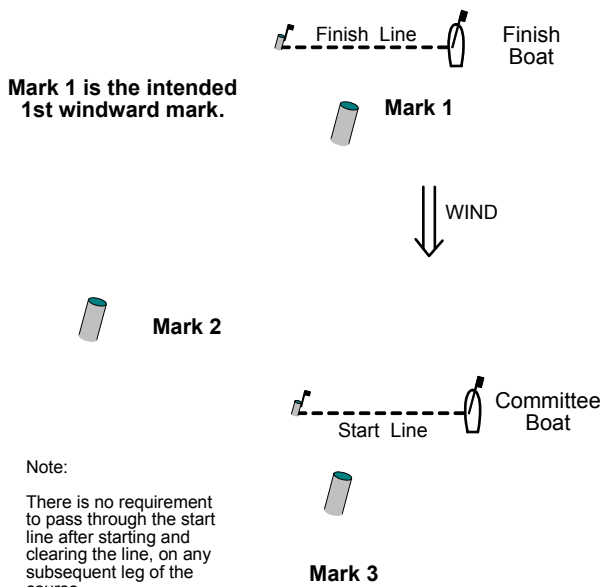 Finish Line
Finish
Boat
Mark 1 is the intended
1st windward mark.
Mark 1
WIND
Mark 2
Committee
Boat
Start Line
Note:
There is no requirement
to pass through the start
line after starting and
clearing the line, on any
subsequent leg of the
Mark 3